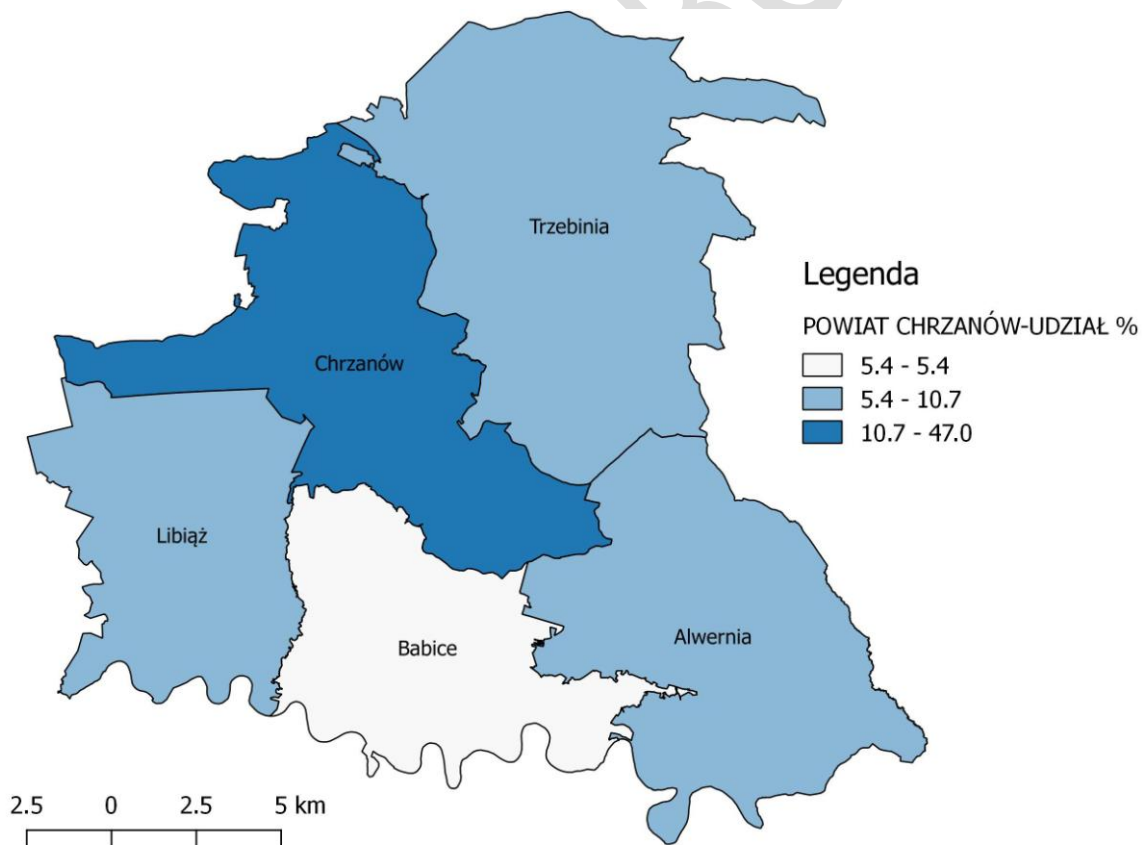 Trzebinia
Legenda
POWIAT CHRZANÓW-UDZIAŁ %
5.4 - 5.4
5.4 - 10.7
10.7 - 47.0
Chrzanów
Libiąż
Babice
Alwernia
2.5 0 2.5 5 km